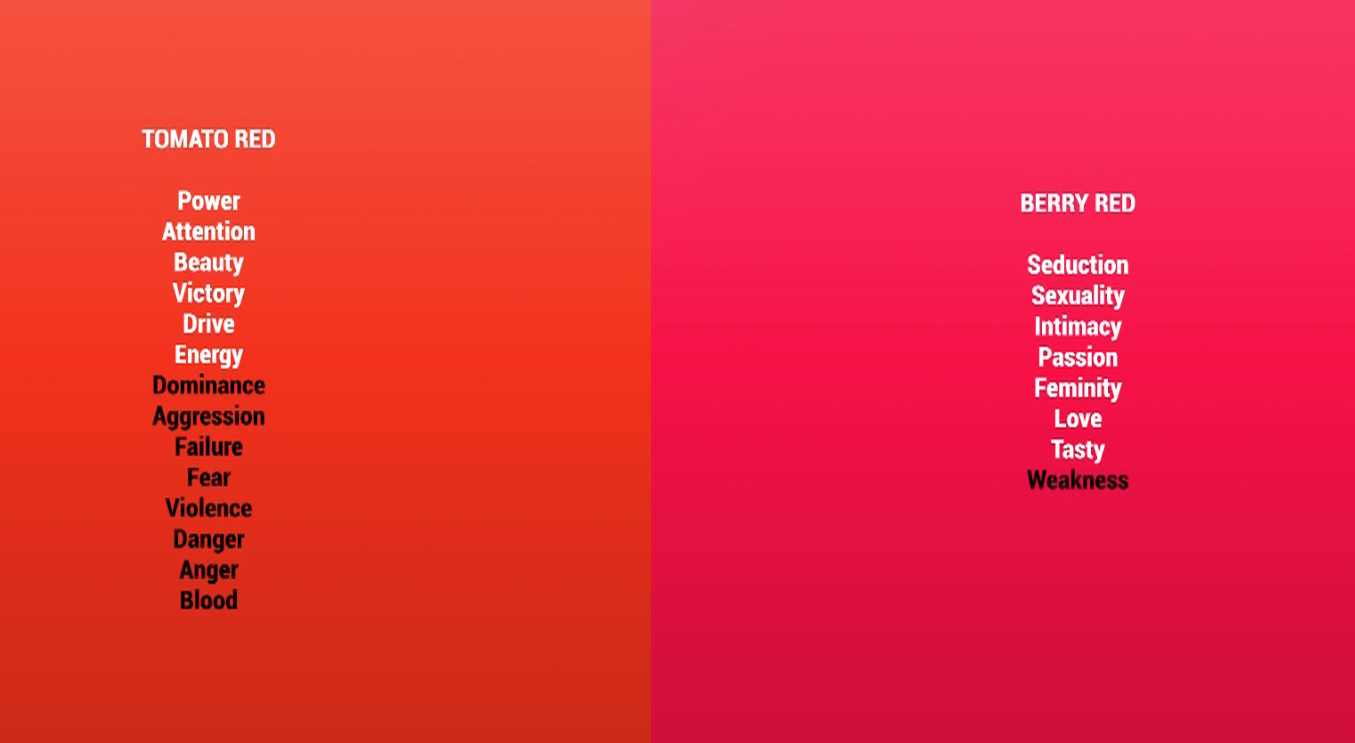 TOMATO RED
Power
Attention
Beauty
Victory
Drive
Energy
Dominance
Aggression
Failure
Fear
Violence
Danger
Anger
Blood
BERRY RED
Seduction
Sexuality
Intimacy
Passion
Feminity
Love
Tasty
Weakness